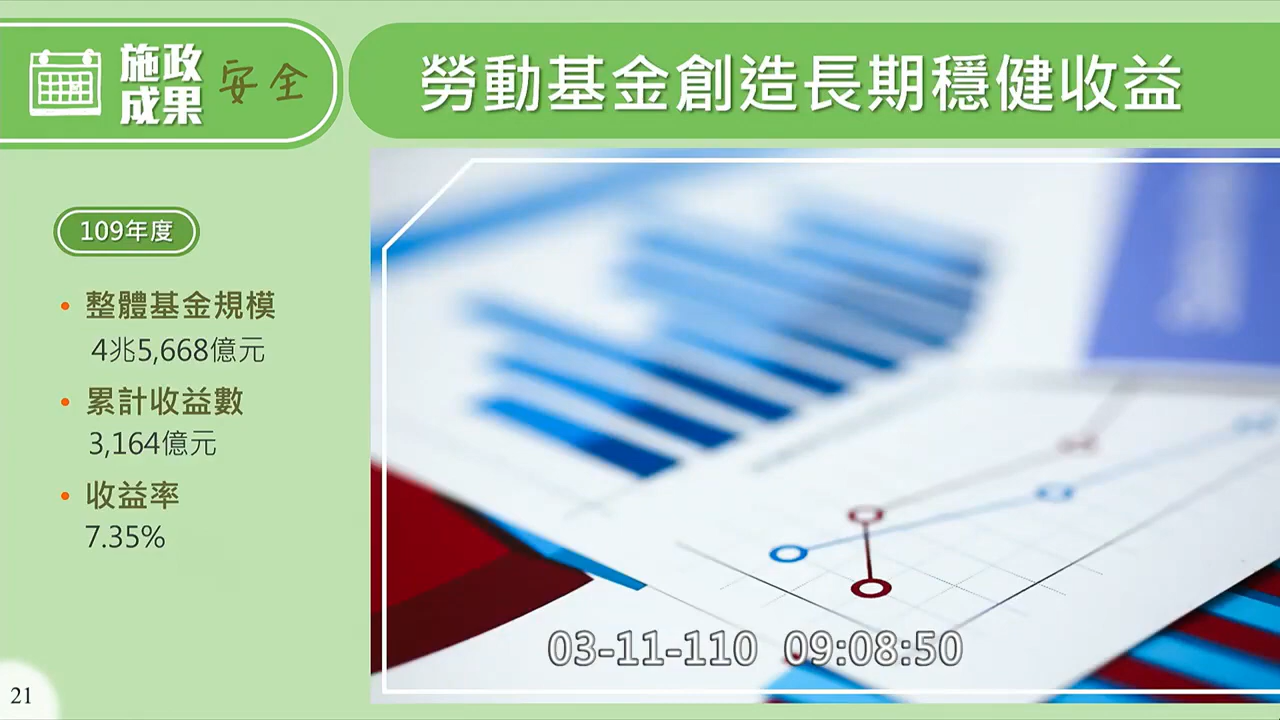 施政
成果
安全
勞動基金創造長期穩健收益
109年度
• 整體基金規模
4兆5,668億元
• 累計收益數
3,164億元
• 收益率
7.35%
03-11-110 09:08:50
21